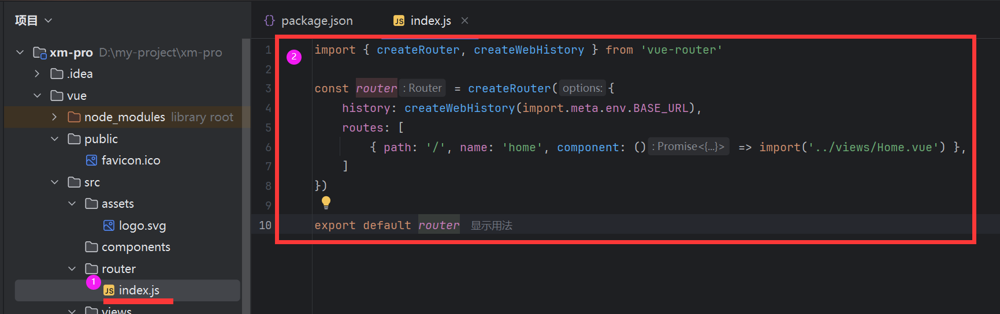 项目
xm-pro D:\my-project\xm-pro
.idea
vue
node_modules library root
public
favicon.ico
src
assets
logo.svg
components
router
1
index.js
views
package.json
index.js
2
1 import { createRouter, createWebHistory } from 'vue-router'
2
3 const router : Router = createRouter( options: {
4 history: createWebHistory(import.meta.env.BASE_URL),
5 routes: [
6 { path: '/', name: 'home', component: () : Promise<{...}> => import('../views/Home.vue') },
7 ]
8 })
9
10 export default router 显示用法